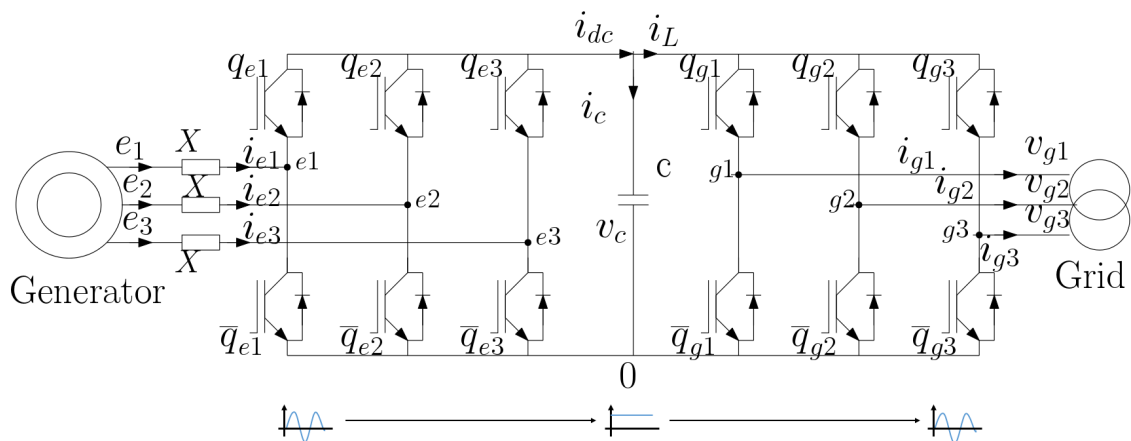 i_dc i_L
q_e1 q_e2 q_e3 q_g1 q_g2 q_g3
i_c
e_1 X i_e1 e1 c g1 i_g1 v_g1
e_2 X i_e2 e2 g2 i_g2 v_g2
e_3 X i_e3 e3 v_c g3 i_g3 v_g3
Generator Grid
q̅_e1 q̅_e2 q̅_e3 q̅_g1 q̅_g2 q̅_g3
0